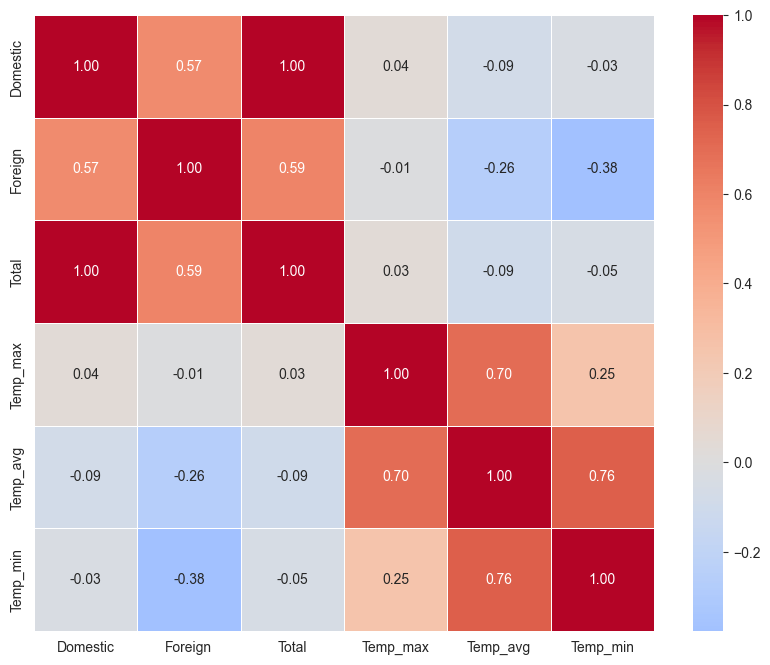 Domestic 1.00 0.57 1.00 0.04 -0.09 -0.03
Foreign 0.57 1.00 0.59 -0.01 -0.26 -0.38
Total 1.00 0.59 1.00 0.03 -0.09 -0.05
Temp_max 0.04 -0.01 0.03 1.00 0.70 0.25
Temp_avg -0.09 -0.26 -0.09 0.70 1.00 0.76
Temp_min -0.03 -0.38 -0.05 0.25 0.76 1.00
Domestic Foreign Total Temp_max Temp_avg Temp_min
1.0
0.8
0.6
0.4
0.2
0.0
−0.2